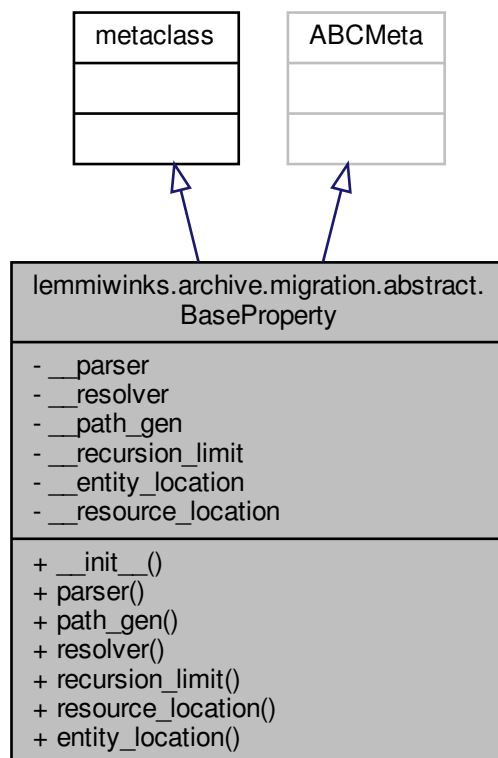 metaclass
ABCMeta
lemmiwinks.archive.migration.abstract.
BaseProperty
- __parser
- __resolver
- __path_gen
- __recursion_limit
- __entity_location
- __resource_location
+ __init__()
+ parser()
+ path_gen()
+ resolver()
+ recursion_limit()
+ resource_location()
+ entity_location()